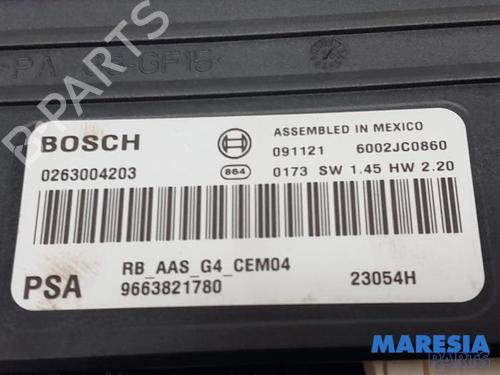 PA
GF15
BOSCH
ASSEMBLED IN MEXICO
091121 6002JC0860
0263004203
864
0173 SW 1.45 HW 2.20
RB_AAS_G4_CEM04
PSA
9663821780
23054H
B-PARTS
MARESIA